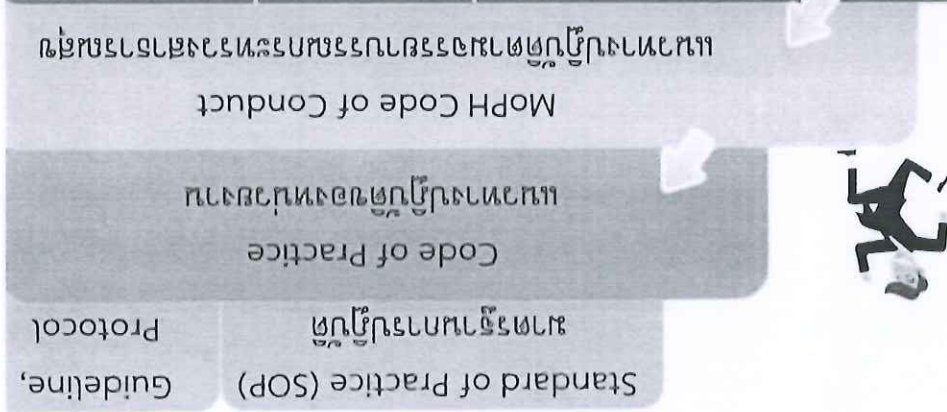 Standard of Practice (SOP)
มาตรฐานการปฏิบัติ
Guideline,
Protocol
Code of Practice
แนวทางปฏิบัติของหน่วยงาน
MoPH Code of Conduct
แนวทางปฏิบัติตามจรรยาบรรณกระทรวงสาธารณสุข